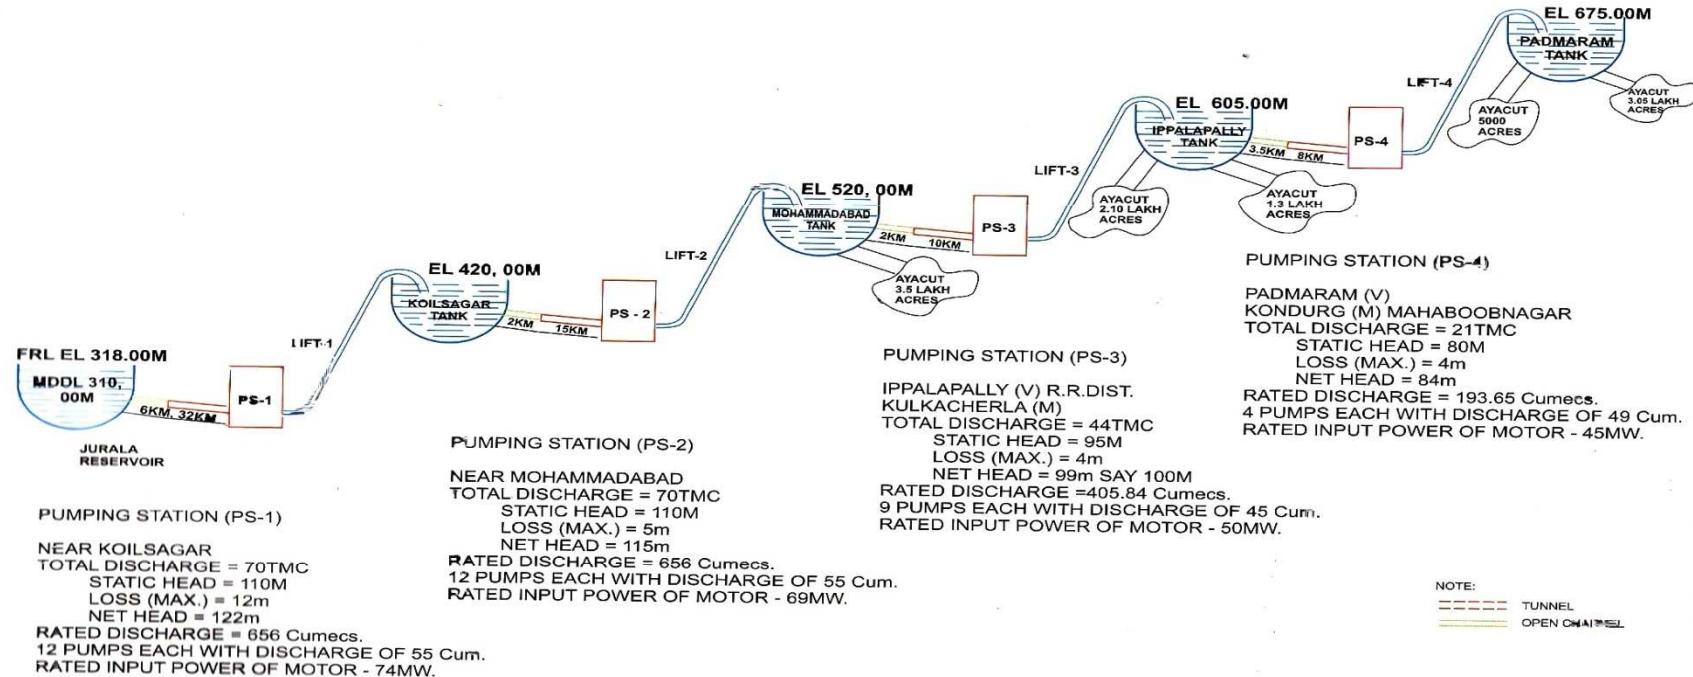 EL 675.00M
PADMARAM
TANK
LIFT-4
AYACUT
5000
ACRES
AYACUT
3.05 LAKH
ACRES
EL 605.00M
IPPALAPALLY
TANK
3.5KM
8KM
PS-4
LIFT-3
AYACUT
2.10 LAKH
ACRES
AYACUT
1.3 LAKH
ACRES
EL 520, 00M
MOHAMMADABAD
TANK
2KM
10KM
PS-3
LIFT-2
AYACUT
3.5 LAKH
ACRES
EL 420, 00M
KOILSAGAR
TANK
2KM
15KM
PS - 2
LIFT-1
FRL EL 318.00M
MDDL 310,
00M
6KM, 32KM
PS-1
JURALA
RESERVOIR
PUMPING STATION (PS-1)
NEAR KOILSAGAR
TOTAL DISCHARGE = 70TMC
STATIC HEAD = 110M
LOSS (MAX.) = 12m
NET HEAD = 122m
RATED DISCHARGE = 656 Cumecs.
12 PUMPS EACH WITH DISCHARGE OF 55 Cum.
RATED INPUT POWER OF MOTOR - 74MW.
PUMPING STATION (PS-2)
NEAR MOHAMMADABAD
TOTAL DISCHARGE = 70TMC
STATIC HEAD = 110M
LOSS (MAX.) = 5m
NET HEAD = 115m
RATED DISCHARGE = 656 Cumecs.
12 PUMPS EACH WITH DISCHARGE OF 55 Cum.
RATED INPUT POWER OF MOTOR - 69MW.
PUMPING STATION (PS-3)
IPPALAPALLY (V) R.R.DIST.
KULKACHERLA (M)
TOTAL DISCHARGE = 44TMC
STATIC HEAD = 95M
LOSS (MAX.) = 4m
NET HEAD = 99m SAY 100M
RATED DISCHARGE =405.84 Cumecs.
9 PUMPS EACH WITH DISCHARGE OF 45 Cum.
RATED INPUT POWER OF MOTOR - 50MW.
PUMPING STATION (PS-4)
PADMARAM (V)
KONDURG (M) MAHABOOBNAGAR
TOTAL DISCHARGE = 21TMC
STATIC HEAD = 80M
LOSS (MAX.) = 4m
NET HEAD = 84m
RATED DISCHARGE = 193.65 Cumecs.
4 PUMPS EACH WITH DISCHARGE OF 49 Cum.
RATED INPUT POWER OF MOTOR - 45MW.
NOTE:
TUNNEL
OPEN CHANNEL